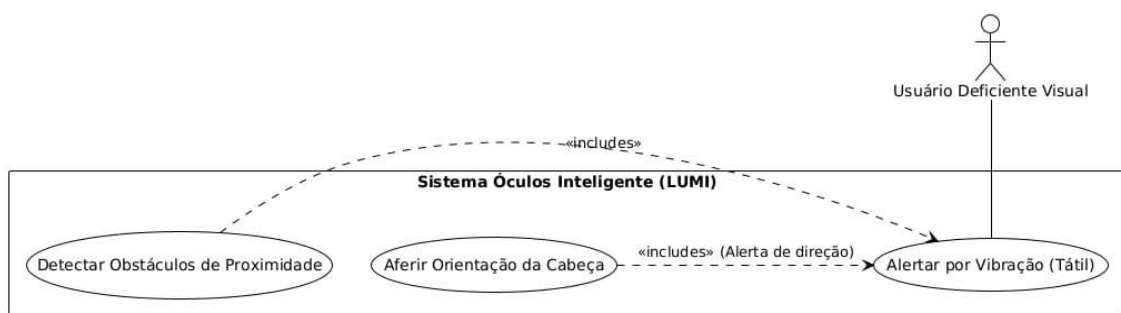 Usuário Deficiente Visual
«includes»
Sistema Óculos Inteligente (LUMI)
«includes» (Alerta de direção)
Detectar Obstáculos de Proximidade
Aferir Orientação da Cabeça
Alertar por Vibração (Tátil)